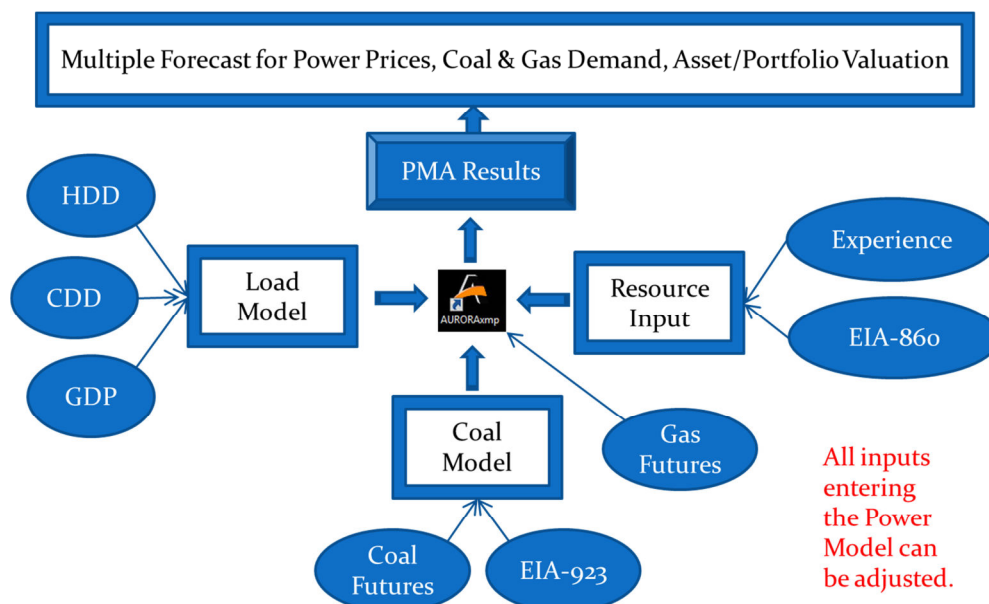 Multiple Forecast for Power Prices, Coal & Gas Demand, Asset/Portfolio Valuation
PMA Results
HDD
CDD
GDP
Load
Model
AURORAxmp
Resource
Input
Experience
EIA-860
Coal
Model
Gas
Futures
Coal
Futures
EIA-923
All inputs
entering
the Power
Model can
be adjusted.